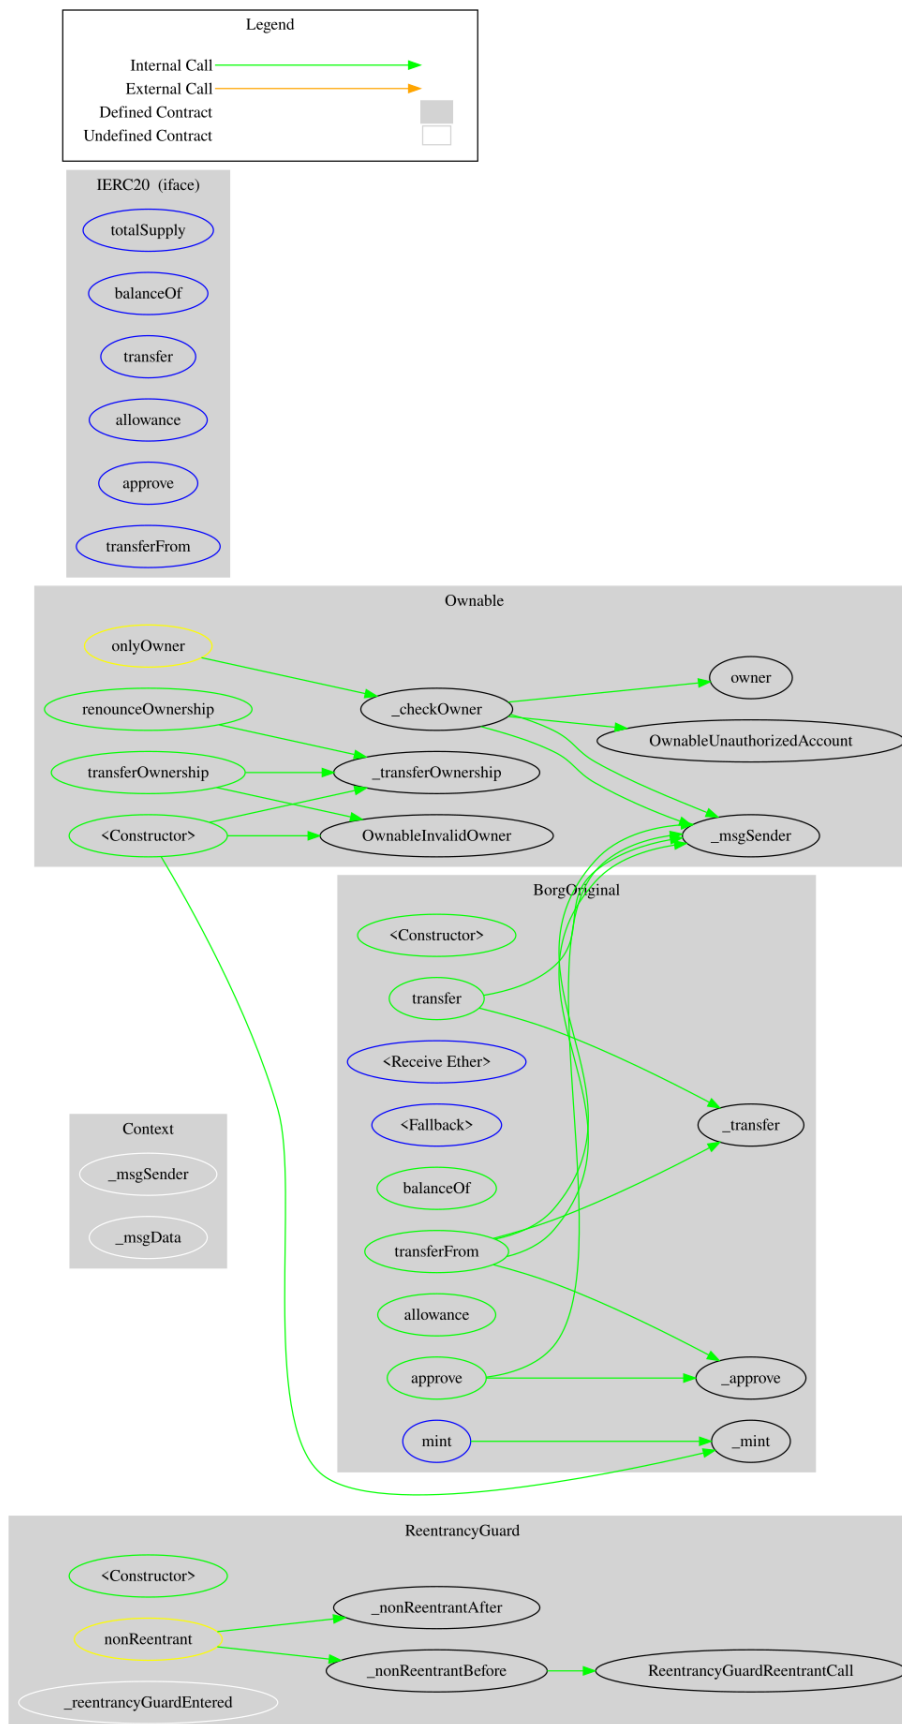 Legend
Internal Call
External Call
Defined Contract
Undefined Contract
IERC20 (iface)
totalSupply
balanceOf
transfer
allowance
approve
transferFrom
Ownable
onlyOwner
renounceOwnership
transferOwnership
<Constructor>
_checkOwner
_transferOwnership
OwnableInvalidOwner
owner
OwnableUnauthorizedAccount
_msgSender
BorgOriginal
<Constructor>
transfer
<Receive Ether>
<Fallback>
balanceOf
transferFrom
allowance
approve
mint
_transfer
_approve
_mint
Context
_msgSender
_msgData
ReentrancyGuard
<Constructor>
nonReentrant
_reentrancyGuardEntered
_nonReentrantAfter
_nonReentrantBefore
ReentrancyGuardReentrantCall